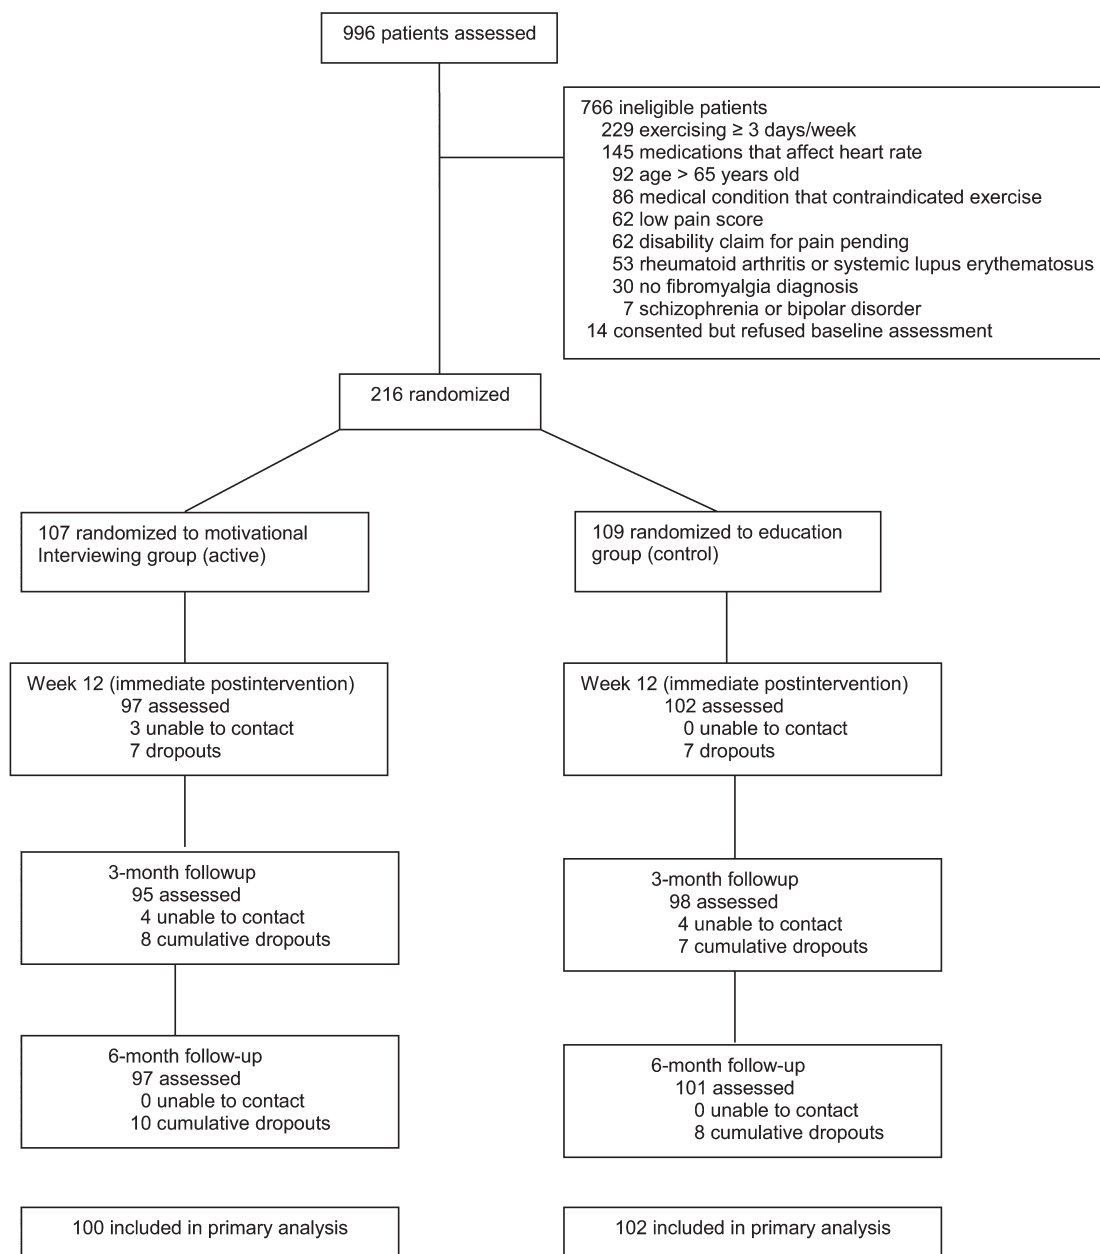 996 patients assessed
766 ineligible patients
229 exercising ≥ 3 days/week
145 medications that affect heart rate
92 age > 65 years old
86 medical condition that contraindicated exercise
62 low pain score
62 disability claim for pain pending
53 rheumatoid arthritis or systemic lupus erythematosus
30 no fibromyalgia diagnosis
7 schizophrenia or bipolar disorder
14 consented but refused baseline assessment
216 randomized
107 randomized to motivational
Interviewing group (active)
109 randomized to education
group (control)
Week 12 (immediate postintervention)
97 assessed
3 unable to contact
7 dropouts
Week 12 (immediate postintervention)
102 assessed
0 unable to contact
7 dropouts
3-month followup
95 assessed
4 unable to contact
8 cumulative dropouts
3-month followup
98 assessed
4 unable to contact
7 cumulative dropouts
6-month follow-up
97 assessed
0 unable to contact
10 cumulative dropouts
6-month follow-up
101 assessed
0 unable to contact
8 cumulative dropouts
100 included in primary analysis
102 included in primary analysis